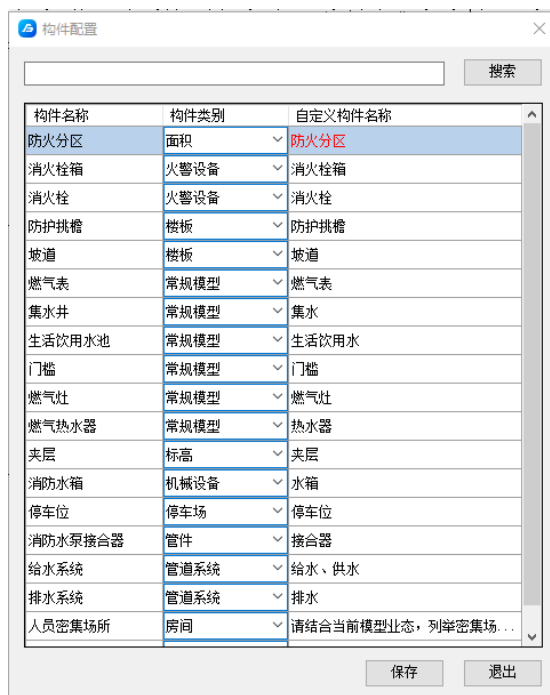 构件配置
搜索
构件名称 构件类别 自定义构件名称
防火分区 面积 防火分区
消火栓箱 火警设备 消火栓箱
消火栓 火警设备 消火栓
防护挑檐 楼板 防护挑檐
坡道 楼板 坡道
燃气表 常规模型 燃气表
集水井 常规模型 集水
生活饮用水池 常规模型 生活饮用水
门槛 常规模型 门槛
燃气灶 常规模型 燃气灶
燃气热水器 常规模型 热水器
夹层 标高 夹层
消防水箱 机械设备 水箱
停车位 停车场 停车位
消防水泵接合器 管件 接合器
给水系统 管道系统 给水、供水
排水系统 管道系统 排水
人员密集场所 房间 请结合当前模型业态，列举密集场...
保存 退出